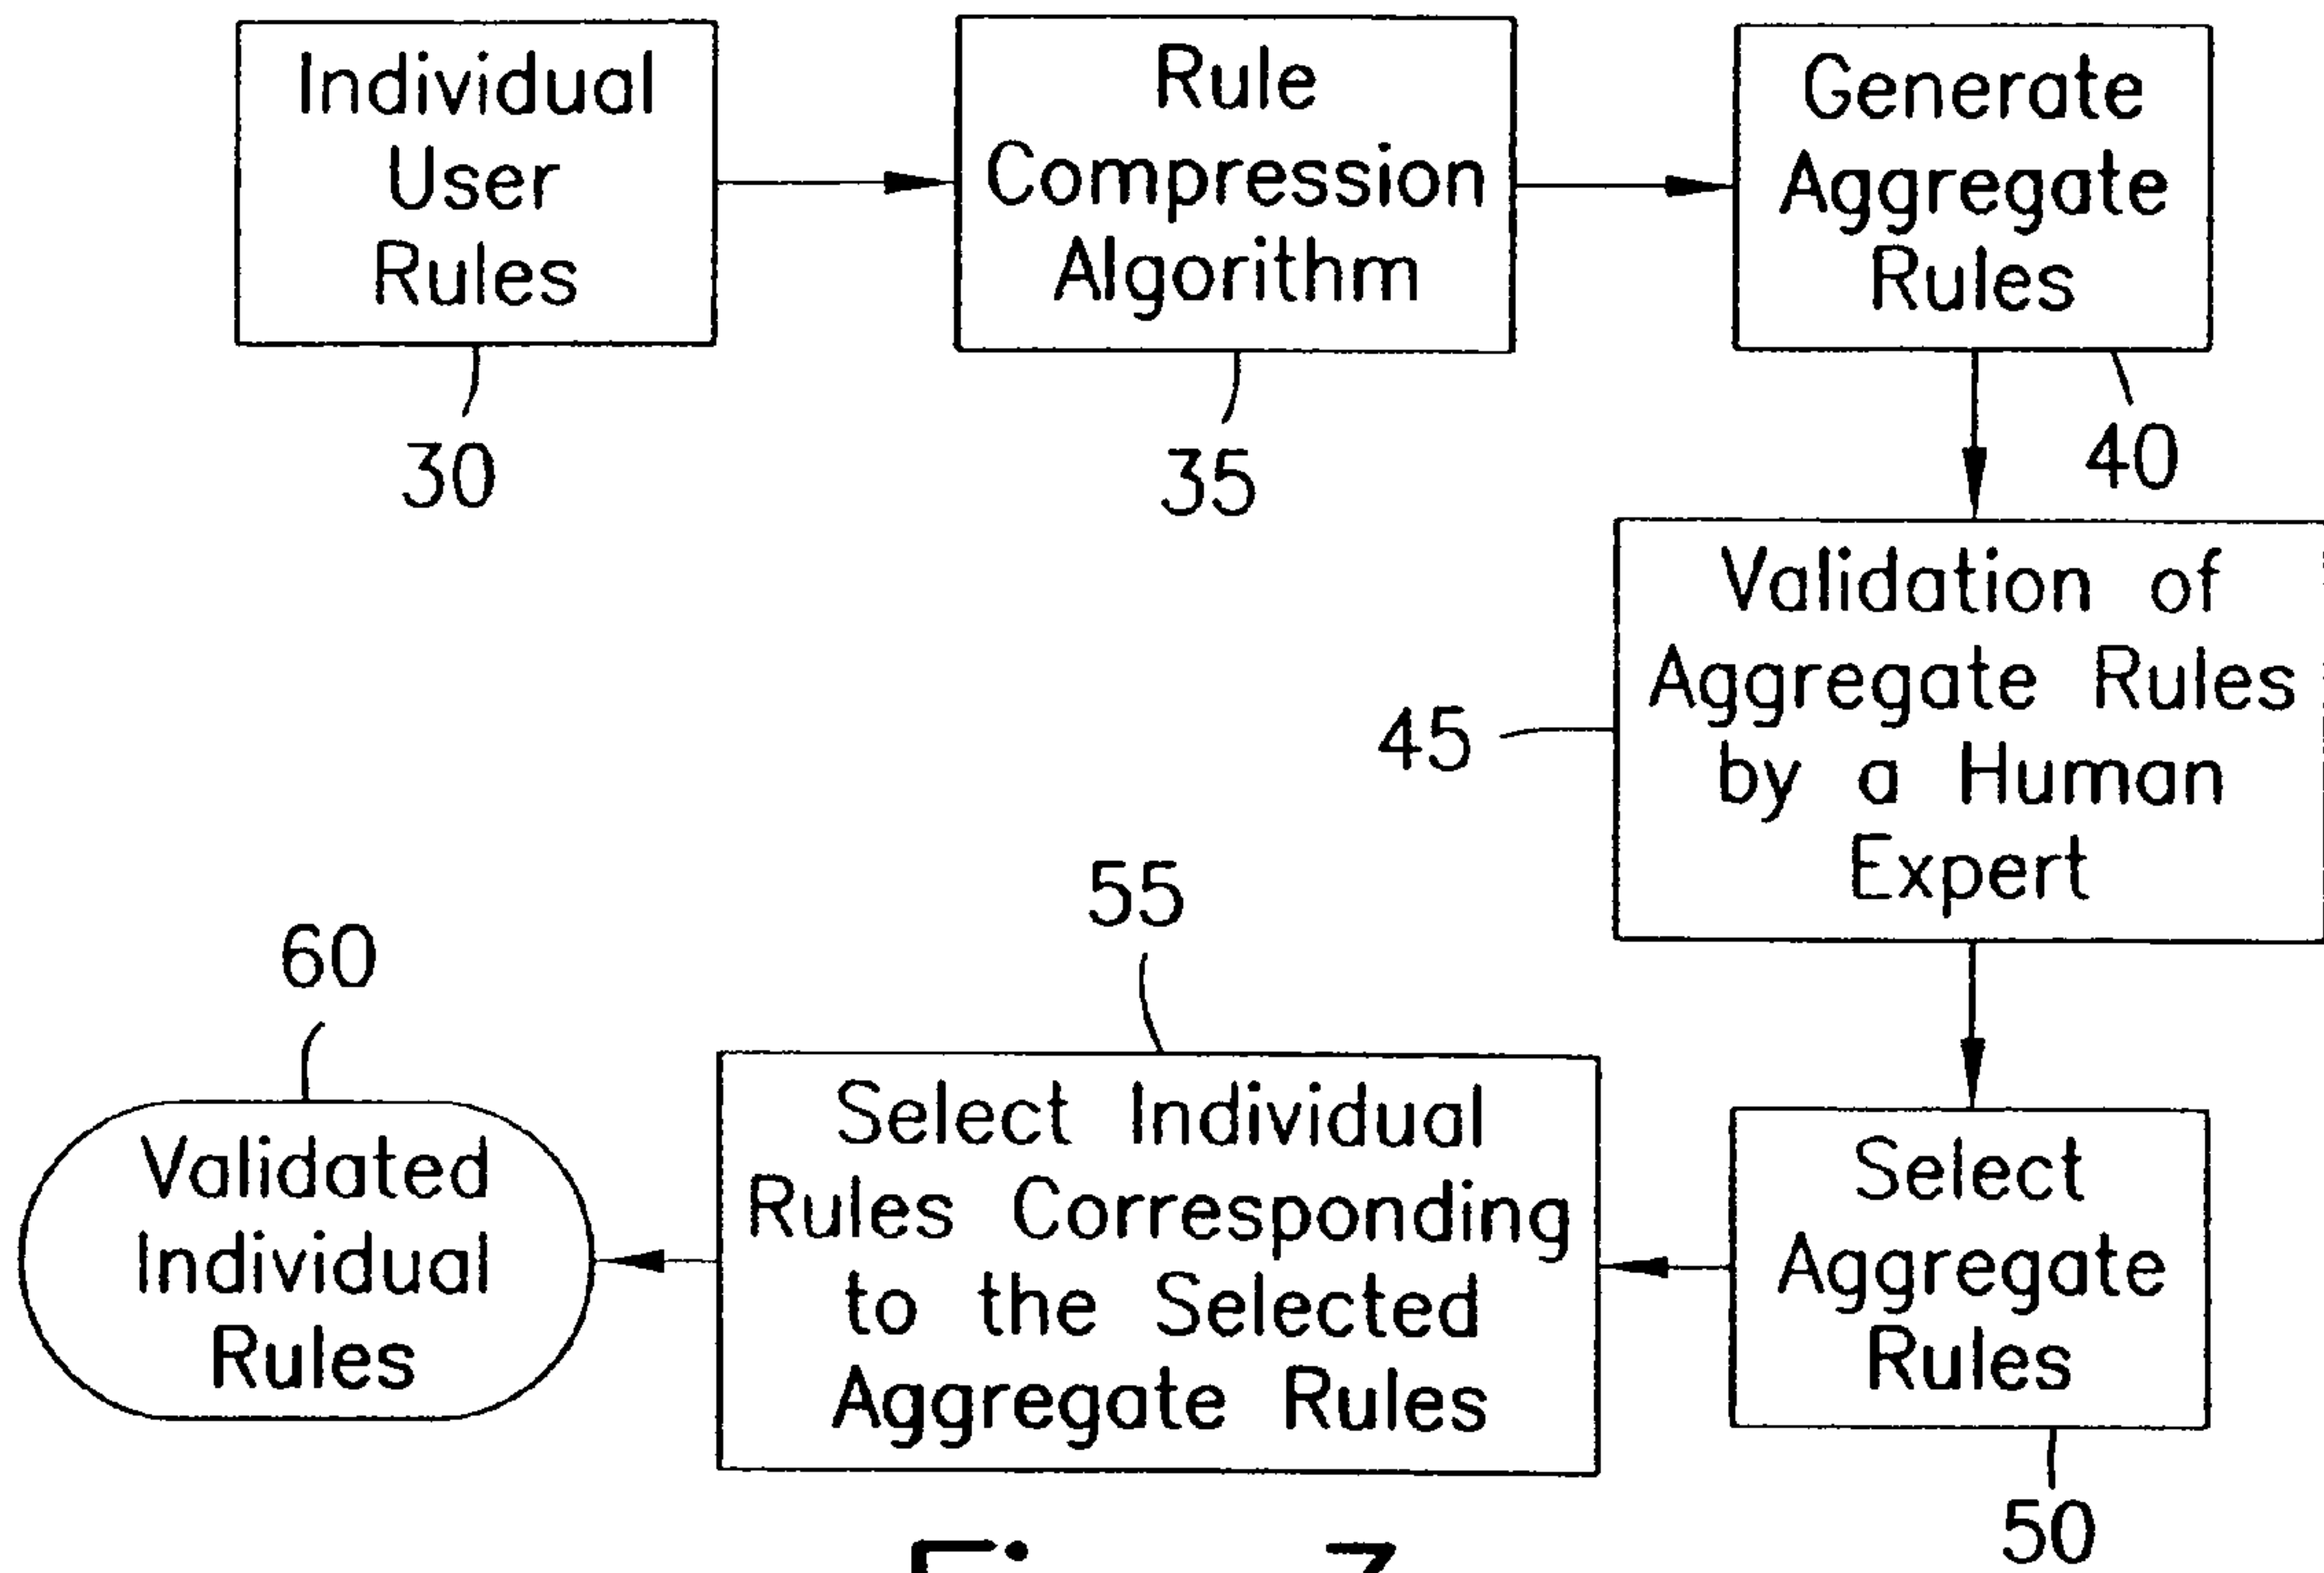 Individual
User
Rules
30
Rule
Compression
Algorithm
35
Generate
Aggregate
Rules
40
Validation of
Aggregate Rules
by a Human
Expert
45
Select
Aggregate
Rules
50
Select Individual
Rules Corresponding
to the Selected
Aggregate Rules
55
Validated
Individual
Rules
60